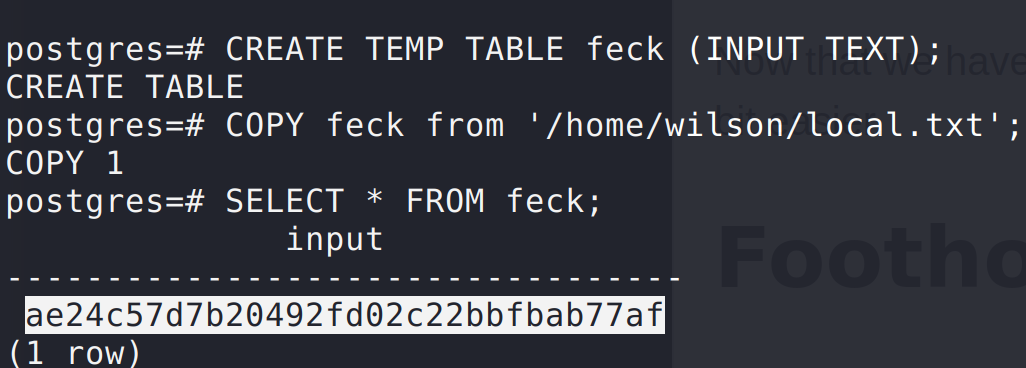 postgres=# CREATE TEMP TABLE feck (INPUT TEXT);
CREATE TABLE
postgres=# COPY feck from '/home/wilson/local.txt';
COPY 1
postgres=# SELECT * FROM feck;
input
----------------------------------
ae24c57d7b20492fd02c22bbfbab77af
(1 row)
Now that we have
Footho